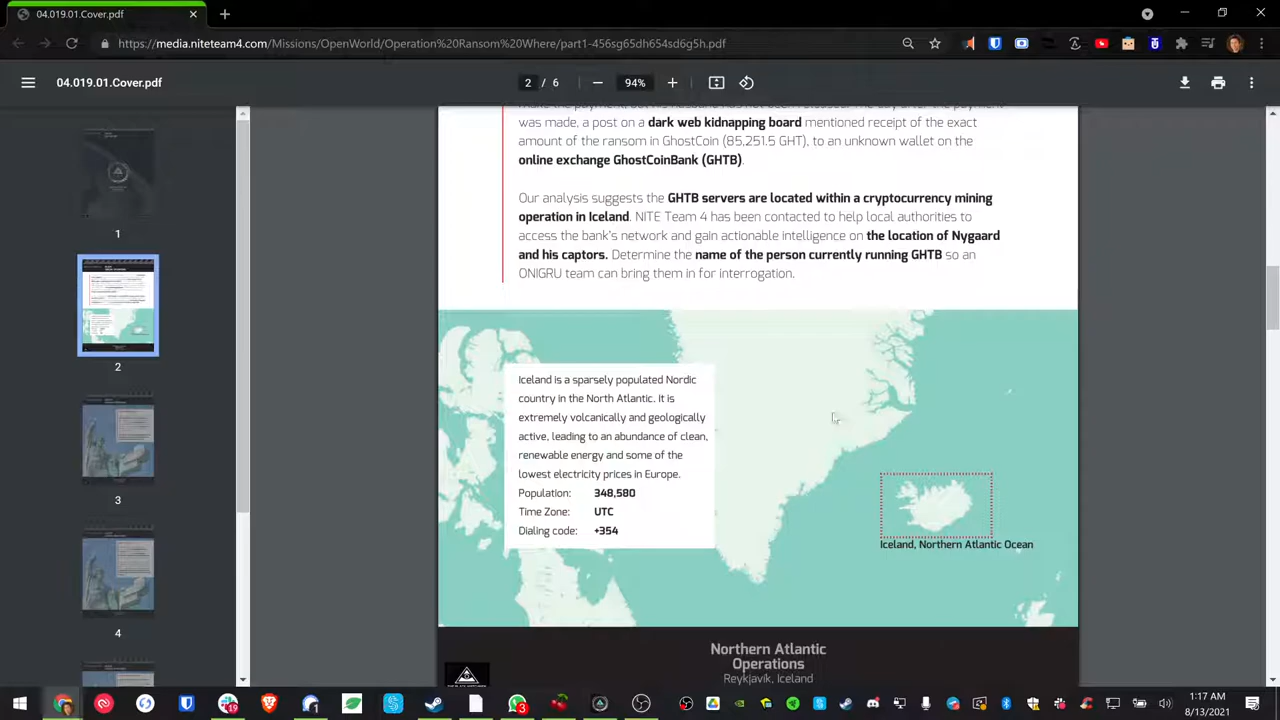 04.019.01.Cover.pdf
https://media.niteteam4.com/Missions/OpenWorld/Operation%20Ransom%20Where/part1-456sg65dh654sd6g5h.pdf
04.019.01.Cover.pdf
2 / 6
94%
was made, a post on a dark web kidnapping board mentioned receipt of the exact
amount of the ransom in GhostCoin (85,251.5 GHT), to an unknown wallet on the
online exchange GhostCoinBank (GHTB).
Our analysis suggests the GHTB servers are located within a cryptocurrency mining
operation in Iceland. NITE Team 4 has been contacted to help local authorities to
access the bank's network and gain actionable intelligence on the location of Nygaard
and his captors. Determine the name of the person currently running GHTB so an
ONIGRU team can bring them in for interrogation.
Iceland is a sparsely populated Nordic
country in the North Atlantic. It is
extremely volcanically and geologically
active, leading to an abundance of clean,
renewable energy and some of the
lowest electricity prices in Europe.
Population: 348,580
Time Zone: UTC
Dialing code: +354
Iceland, Northern Atlantic Ocean
Northern Atlantic
Operations
Reykjavík, Iceland
1
2
3
4
19
3
1:17 AM
8/13/2021